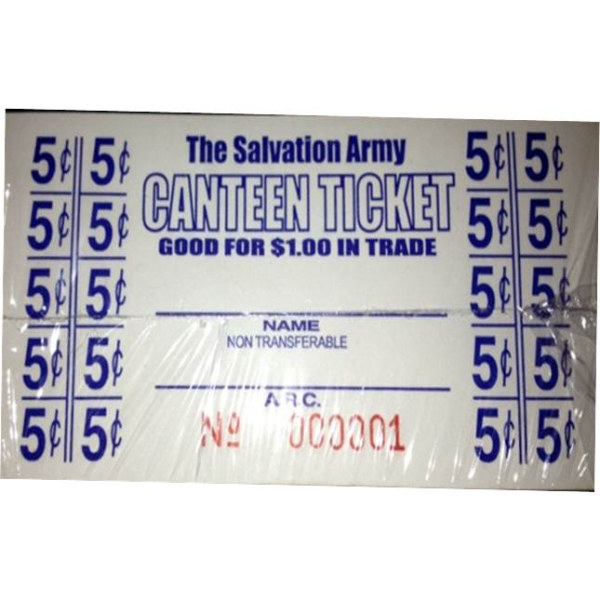 5¢ 5¢ The Salvation Army 5¢ 5¢
5¢ 5¢ CANTEEN TICKET 5¢ 5¢
GOOD FOR $1.00 IN TRADE
5¢ 5¢ 5¢ 5¢
NAME
NON TRANSFERABLE
5¢ 5¢ 5¢ 5¢
A.R.C.
5¢ 5¢ Nº 000001 5¢ 5¢